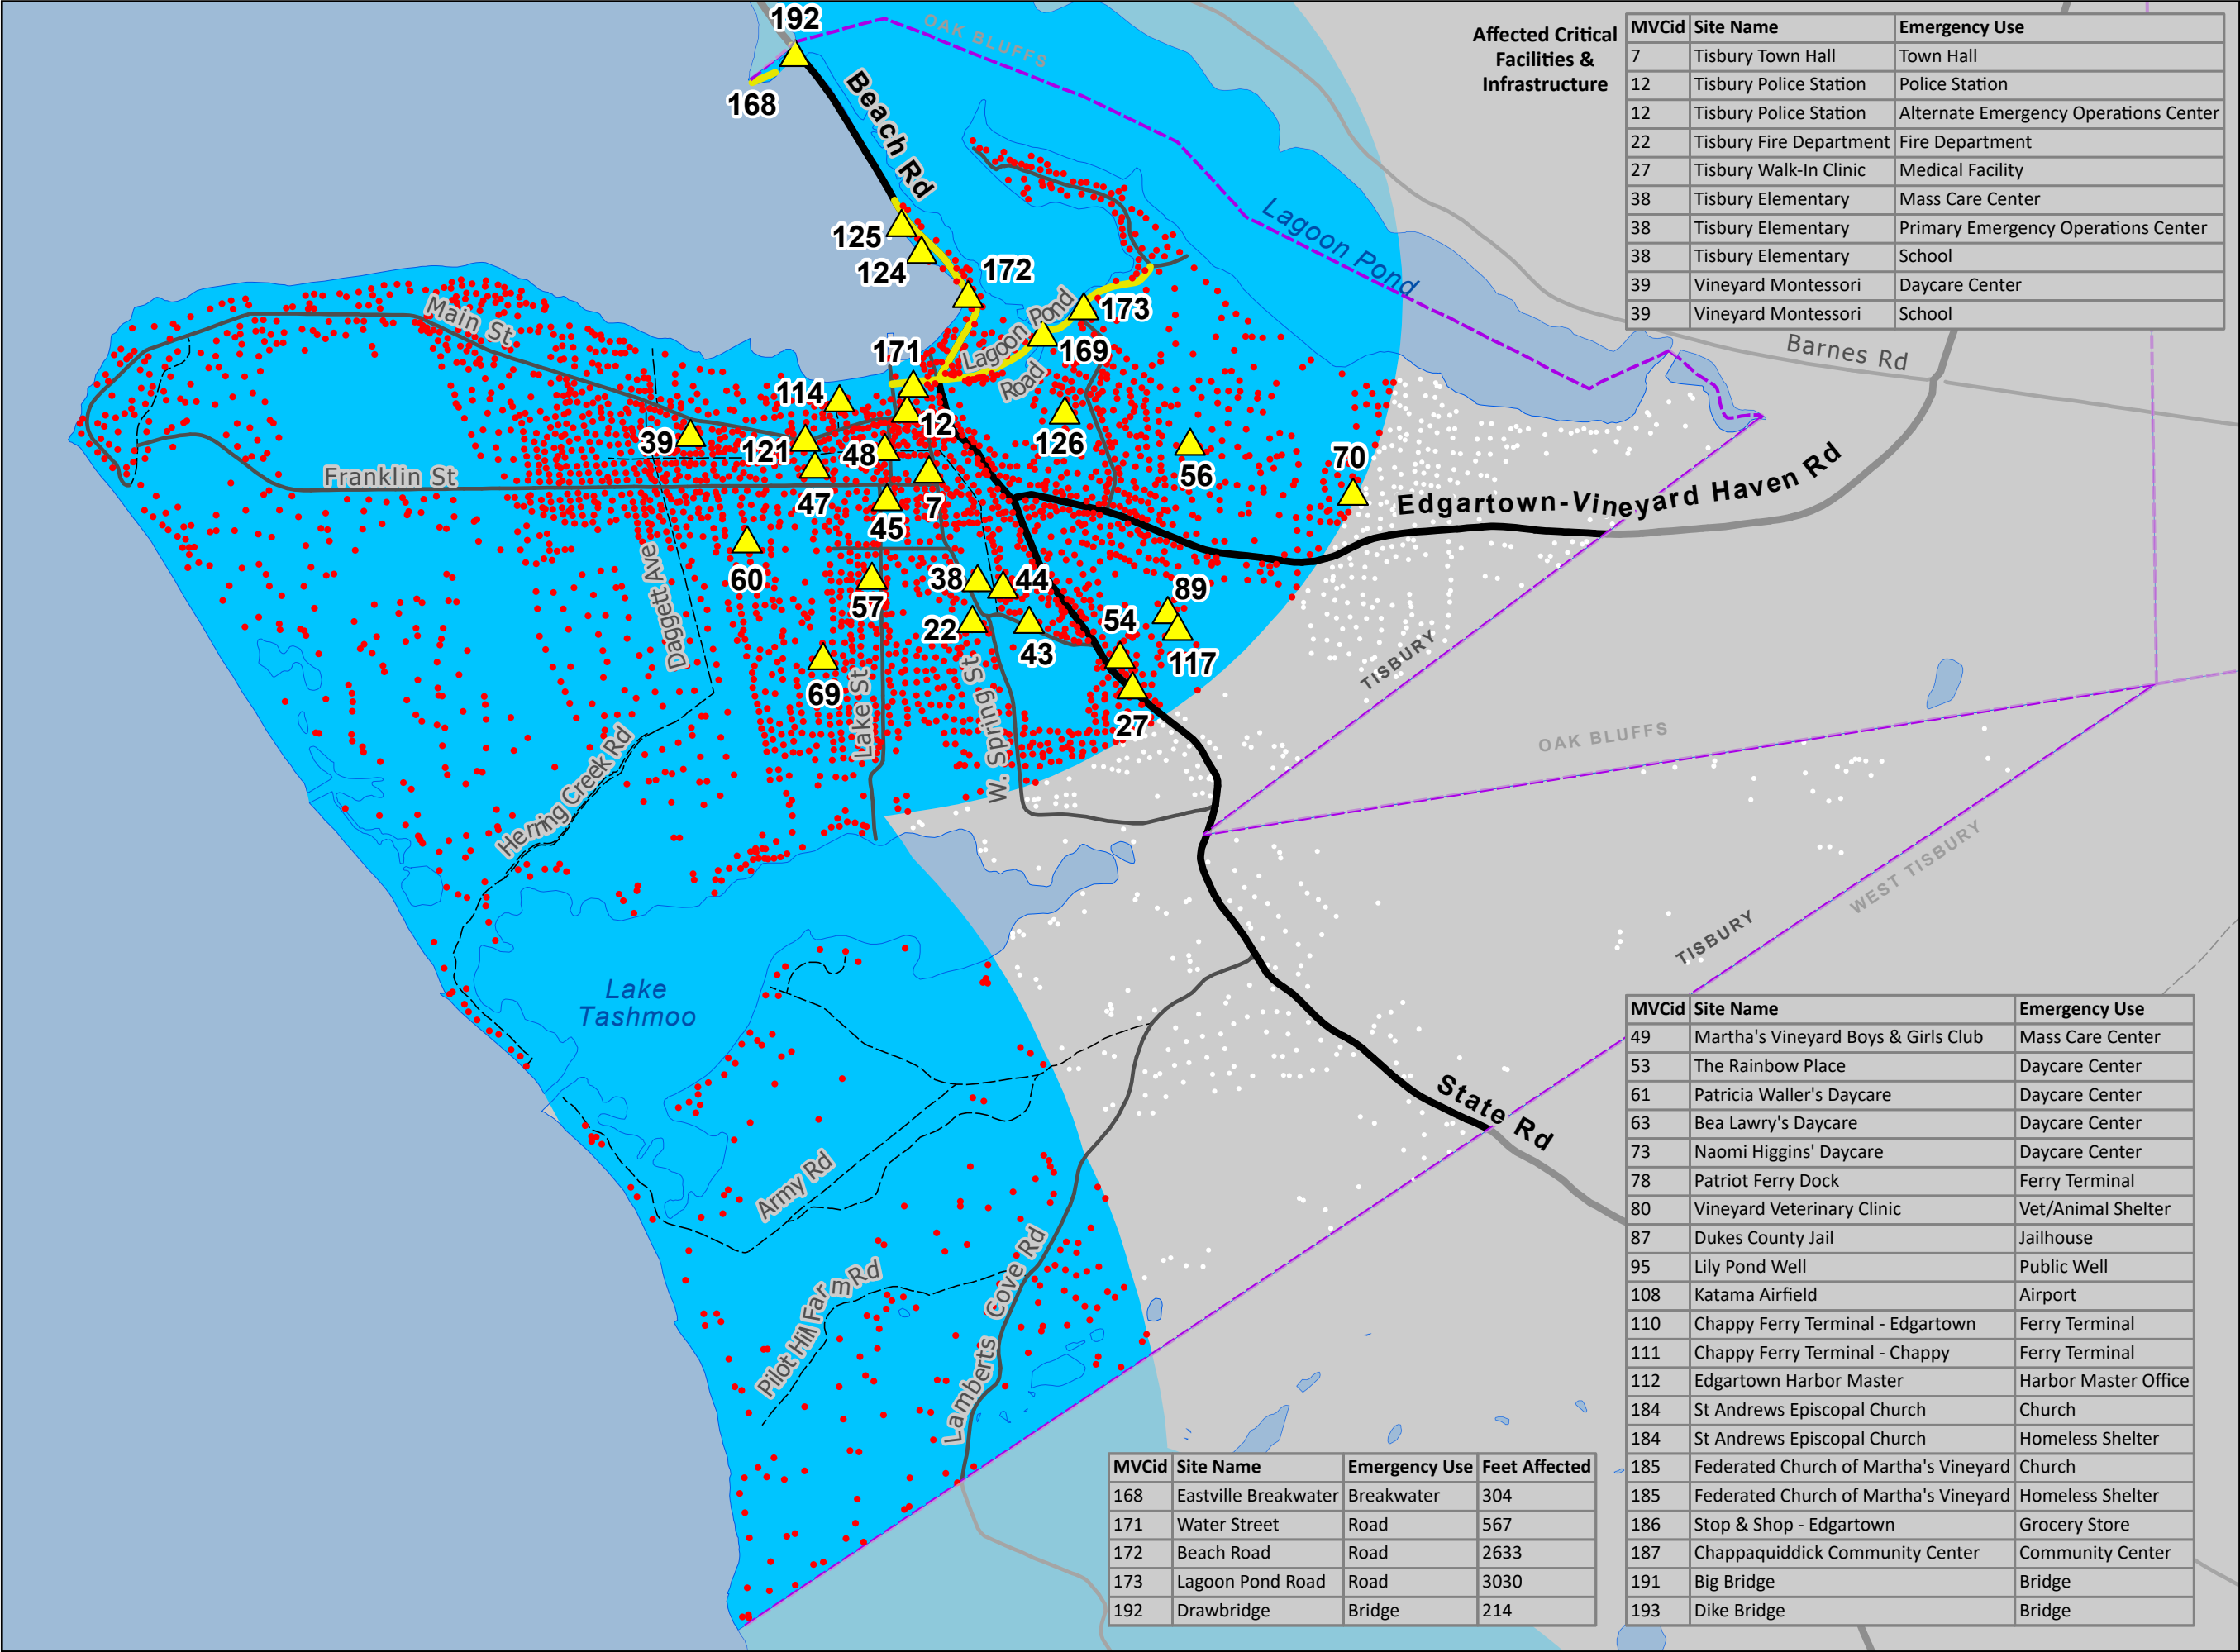 192
168
OAK BLUFFS
Beach Rd
125
124
172
173
Lagoon Pond
Lagoon Pond
Road
169
171
114
Main St
12
39
121
48
126
56
70
Franklin St
47
45
7
Edgartown-Vineyard Haven Rd
Barnes Rd
Daggett Ave
60
57
38
44
89
22
43
54
117
69
27
Lake St
W. Spring St
Herring Creek Rd
TISBURY
OAK BLUFFS
WEST TISBURY
TISBURY
Lake
Tashmoo
Army Rd
State Rd
Pilot Hill Farm Rd
Lamberts Cove Rd
Affected Critical
Facilities &
Infrastructure
MVCid Site Name Emergency Use
7 Tisbury Town Hall Town Hall
12 Tisbury Police Station Police Station
12 Tisbury Police Station Alternate Emergency Operations Center
22 Tisbury Fire Department Fire Department
27 Tisbury Walk-In Clinic Medical Facility
38 Tisbury Elementary Mass Care Center
38 Tisbury Elementary Primary Emergency Operations Center
38 Tisbury Elementary School
39 Vineyard Montessori Daycare Center
39 Vineyard Montessori School
MVCid Site Name Emergency Use
49 Martha's Vineyard Boys & Girls Club Mass Care Center
53 The Rainbow Place Daycare Center
61 Patricia Waller's Daycare Daycare Center
63 Bea Lawry's Daycare Daycare Center
73 Naomi Higgins' Daycare Daycare Center
78 Patriot Ferry Dock Ferry Terminal
80 Vineyard Veterinary Clinic Vet/Animal Shelter
87 Dukes County Jail Jailhouse
95 Lily Pond Well Public Well
108 Katama Airfield Airport
110 Chappy Ferry Terminal - Edgartown Ferry Terminal
111 Chappy Ferry Terminal - Chappy Ferry Terminal
112 Edgartown Harbor Master Harbor Master Office
184 St Andrews Episcopal Church Church
184 St Andrews Episcopal Church Homeless Shelter
185 Federated Church of Martha's Vineyard Church
185 Federated Church of Martha's Vineyard Homeless Shelter
186 Stop & Shop - Edgartown Grocery Store
187 Chappaquiddick Community Center Community Center
191 Big Bridge Bridge
193 Dike Bridge Bridge
MVCid Site Name Emergency Use Feet Affected
168 Eastville Breakwater Breakwater 304
171 Water Street Road 567
172 Beach Road Road 2633
173 Lagoon Pond Road Road 3030
192 Drawbridge Bridge 214